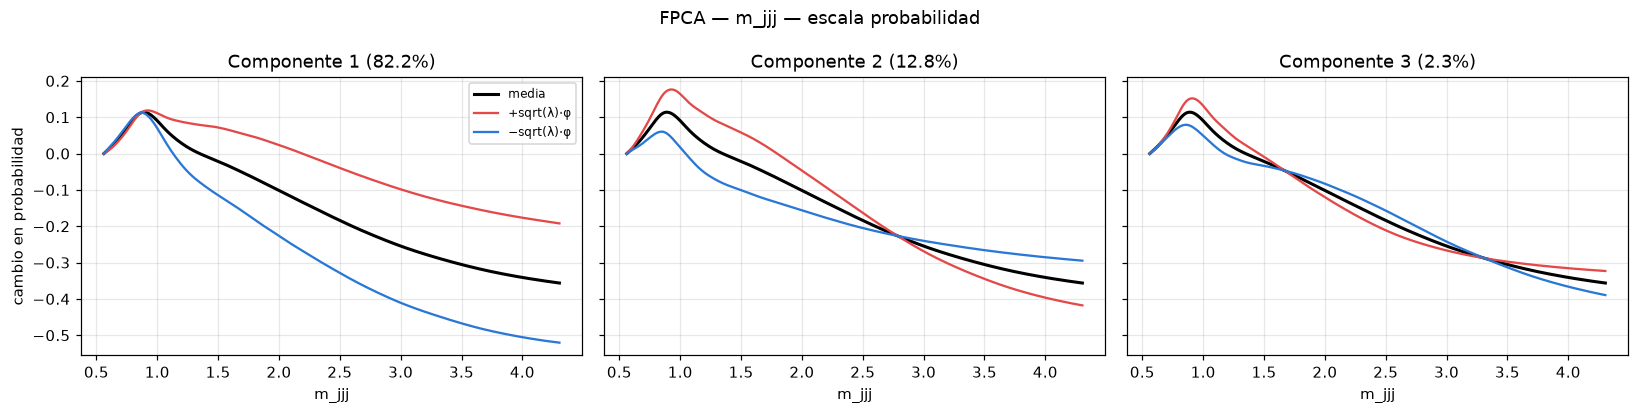 FPCA — m_jjj — escala probabilidad
Componente 1 (82.2%)
Componente 2 (12.8%)
Componente 3 (2.3%)
cambio en probabilidad
0.2
0.1
0.0
−0.1
−0.2
−0.3
−0.4
−0.5
media
+sqrt(λ)·φ
−sqrt(λ)·φ
0.5 1.0 1.5 2.0 2.5 3.0 3.5 4.0
0.5 1.0 1.5 2.0 2.5 3.0 3.5 4.0
0.5 1.0 1.5 2.0 2.5 3.0 3.5 4.0
m_jjj
m_jjj
m_jjj